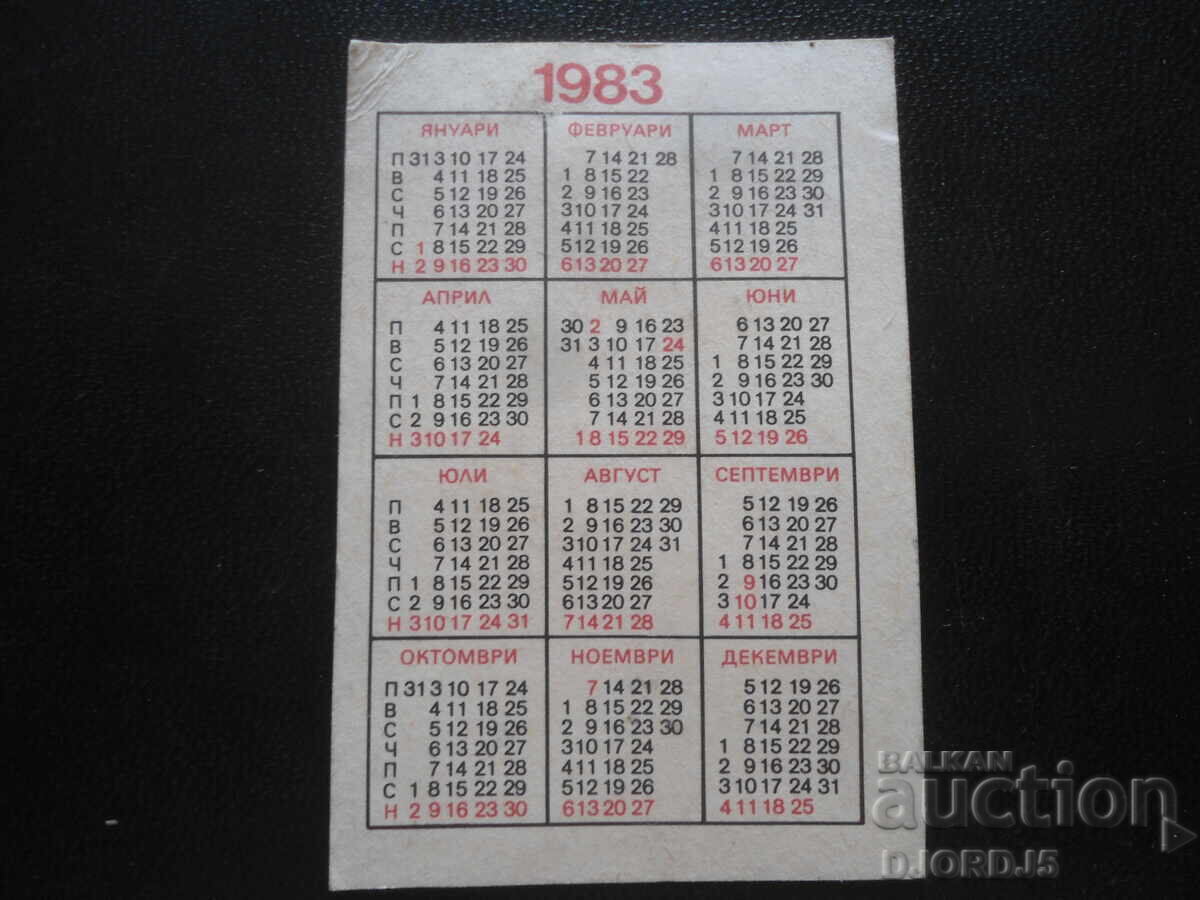 1983
ЯНУАРИ
П 31 3 10 17 24
В 4 11 18 25
С 5 12 19 26
Ч 6 13 20 27
П 7 14 21 28
С 1 8 15 22 29
Н 2 9 16 23 30
ФЕВРУАРИ
7 14 21 28
1 8 15 22
2 9 16 23
3 10 17 24
4 11 18 25
5 12 19 26
6 13 20 27
МАРТ
7 14 21 28
1 8 15 22 29
2 9 16 23 30
3 10 17 24 31
4 11 18 25
5 12 19 26
6 13 20 27
АПРИЛ
П 4 11 18 25
В 5 12 19 26
С 6 13 20 27
Ч 7 14 21 28
П 1 8 15 22 29
С 2 9 16 23 30
Н 3 10 17 24
МАЙ
30 2 9 16 23
31 3 10 17 24
4 11 18 25
5 12 19 26
6 13 20 27
7 14 21 28
1 8 15 22 29
ЮНИ
6 13 20 27
7 14 21 28
1 8 15 22 29
2 9 16 23 30
3 10 17 24
4 11 18 25
5 12 19 26
ЮЛИ
П 4 11 18 25
В 5 12 19 26
С 6 13 20 27
Ч 7 14 21 28
П 1 8 15 22 29
С 2 9 16 23 30
Н 3 10 17 24 31
АВГУСТ
1 8 15 22 29
2 9 16 23 30
3 10 17 24 31
4 11 18 25
5 12 19 26
6 13 20 27
7 14 21 28
СЕПТЕМВРИ
5 12 19 26
6 13 20 27
7 14 21 28
1 8 15 22 29
2 9 16 23 30
3 10 17 24
4 11 18 25
ОКТОМВРИ
П 31 3 10 17 24
В 4 11 18 25
С 5 12 19 26
Ч 6 13 20 27
П 7 14 21 28
С 1 8 15 22 29
Н 2 9 16 23 30
НОЕМВРИ
7 14 21 28
1 8 15 22 29
2 9 16 23 30
3 10 17 24
4 11 18 25
5 12 19 26
6 13 20 27
ДЕКЕМВРИ
5 12 19 26
6 13 20 27
7 14 21 28
1 8 15 22 29
2 9 16 23 30
3 10 17 24 31
4 11 18 25
BALKAN
auction
DJORDJ5